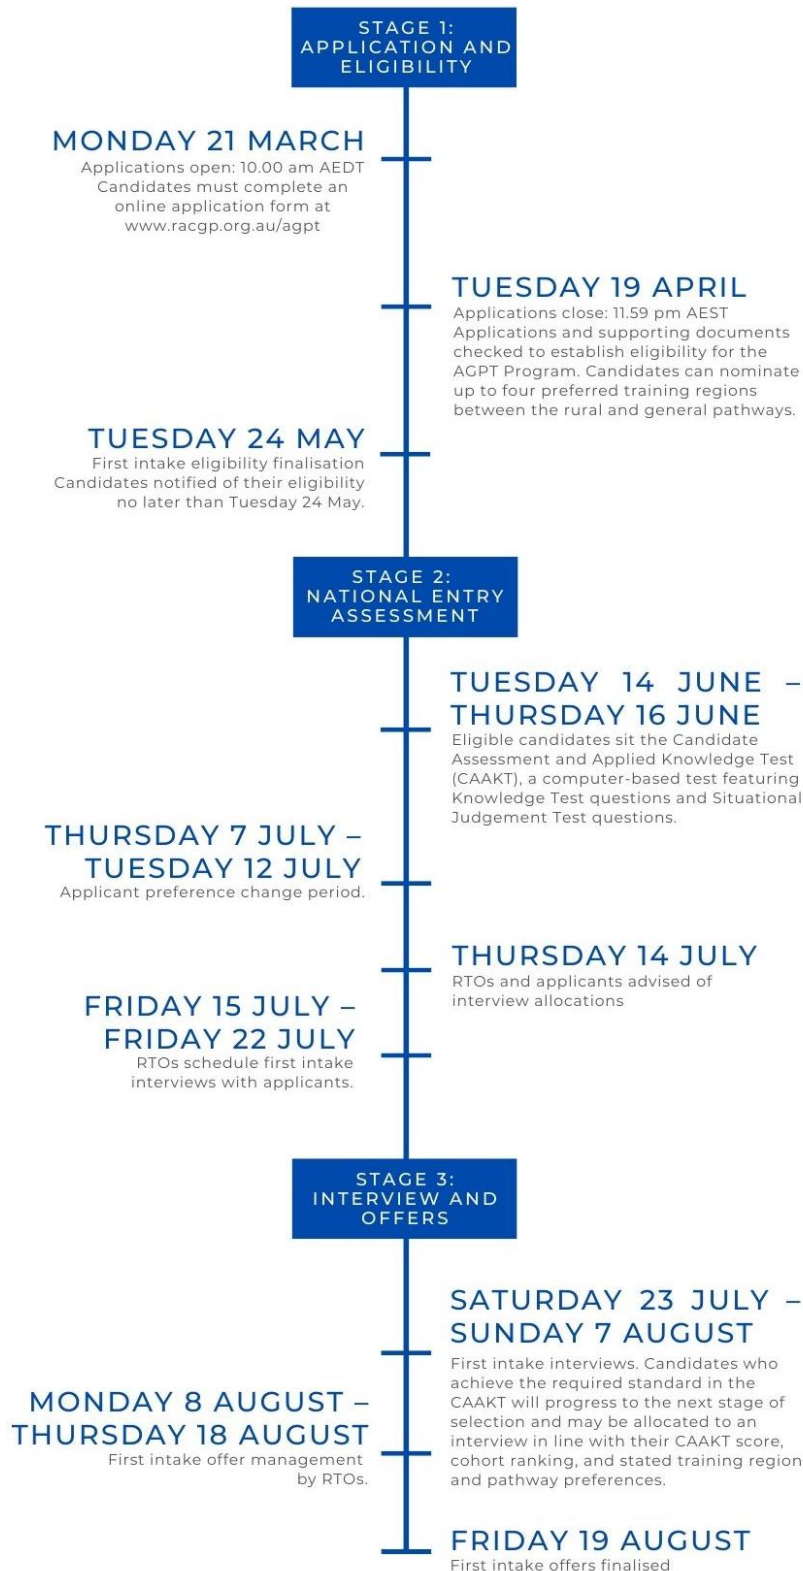 STAGE 1:
APPLICATION AND
ELIGIBILITY
MONDAY 21 MARCH
Applications open: 10.00 am AEDT
Candidates must complete an
online application form at
www.racgp.org.au/agpt
TUESDAY 19 APRIL
Applications close: 11.59 pm AEST
Applications and supporting documents
checked to establish eligibility for the
AGPT Program. Candidates can nominate
up to four preferred training regions
between the rural and general pathways.
TUESDAY 24 MAY
First intake eligibility finalisation
Candidates notified of their eligibility
no later than Tuesday 24 May.
STAGE 2:
NATIONAL ENTRY
ASSESSMENT
TUESDAY 14 JUNE –
THURSDAY 16 JUNE
Eligible candidates sit the Candidate
Assessment and Applied Knowledge Test
(CAAKT), a computer-based test featuring
Knowledge Test questions and Situational
Judgement Test questions.
THURSDAY 7 JULY –
TUESDAY 12 JULY
Applicant preference change period.
THURSDAY 14 JULY
RTOs and applicants advised of
interview allocations
FRIDAY 15 JULY –
FRIDAY 22 JULY
RTOs schedule first intake
interviews with applicants.
STAGE 3:
INTERVIEW AND
OFFERS
SATURDAY 23 JULY –
SUNDAY 7 AUGUST
First intake interviews. Candidates who
achieve the required standard in the
CAAKT will progress to the next stage of
selection and may be allocated to an
interview in line with their CAAKT score,
cohort ranking, and stated training region
and pathway preferences.
MONDAY 8 AUGUST –
THURSDAY 18 AUGUST
First intake offer management
by RTOs.
FRIDAY 19 AUGUST
First intake offers finalised